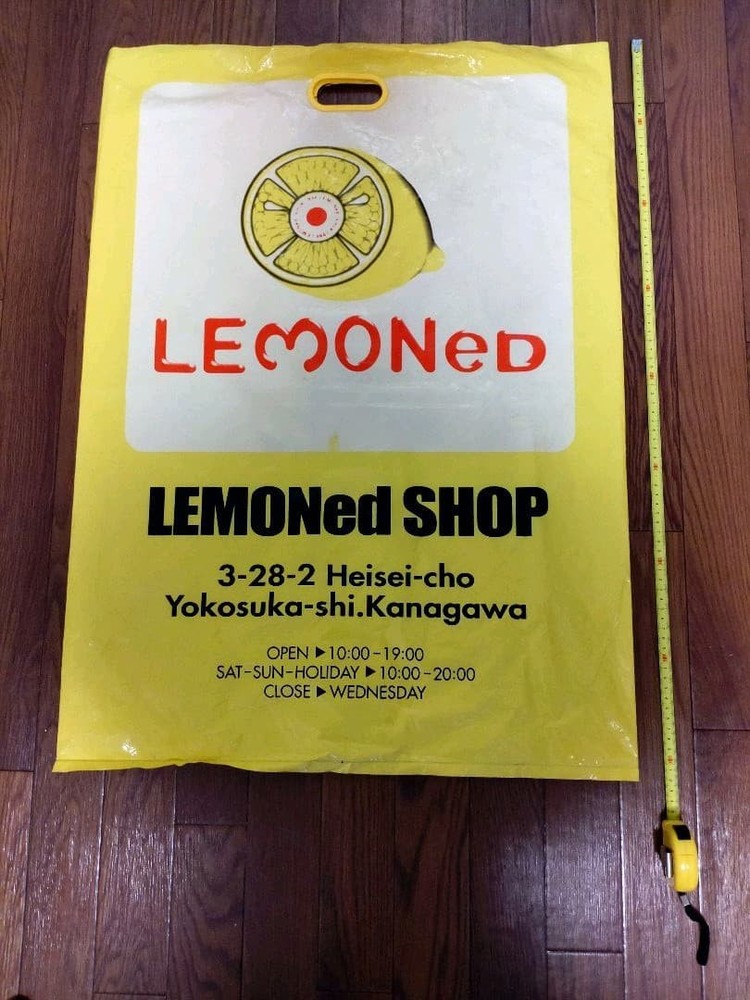 LEMONeD
LEMONed SHOP
3-28-2 Heisei-cho
Yokosuka-shi.Kanagawa
OPEN ▶ 10:00-19:00
SAT-SUN-HOLIDAY ▶ 10:00-20:00
CLOSE ▶ WEDNESDAY